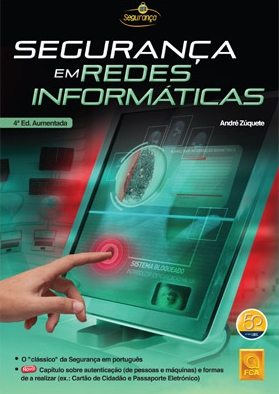 Segurança
SEGURANÇA
EM REDES
INFORMÁTICAS
4ª Ed. Aumentada
André Zúquete
SISTEMA BLOQUEADO
50
FCA
• O "clássico" da Segurança em português
• Novo Capítulo sobre autenticação (de pessoas e máquinas) e formas
de a realizar (ex.: Cartão de Cidadão e Passaporte Eletrónico)